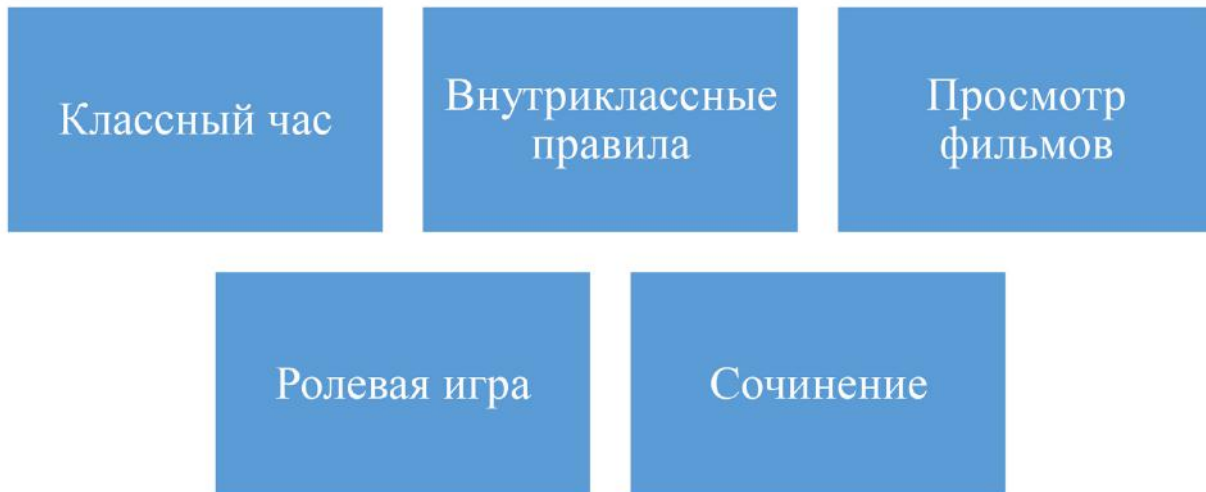 Классный час
Внутриклассные
правила
Просмотр
фильмов
Ролевая игра
Сочинение